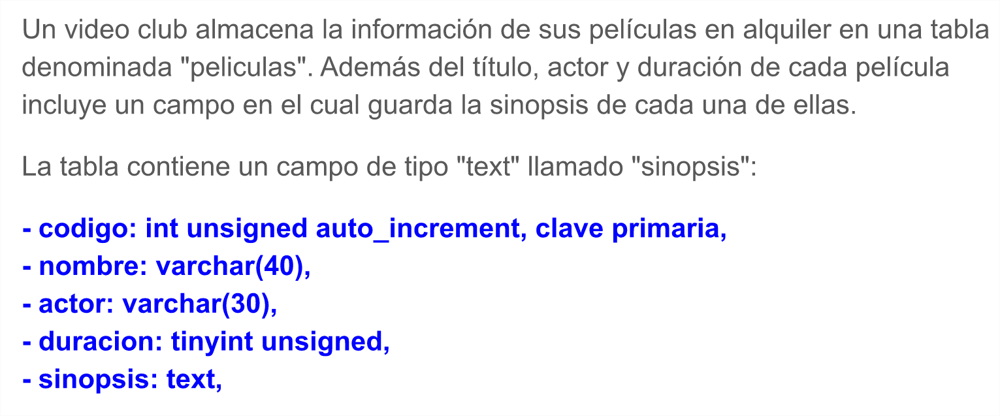 Un video club almacena la información de sus películas en alquiler en una tabla
denominada "peliculas". Además del título, actor y duración de cada película
incluye un campo en el cual guarda la sinopsis de cada una de ellas.
La tabla contiene un campo de tipo "text" llamado "sinopsis":
- codigo: int unsigned auto_increment, clave primaria,
- nombre: varchar(40),
- actor: varchar(30),
- duracion: tinyint unsigned,
- sinopsis: text,